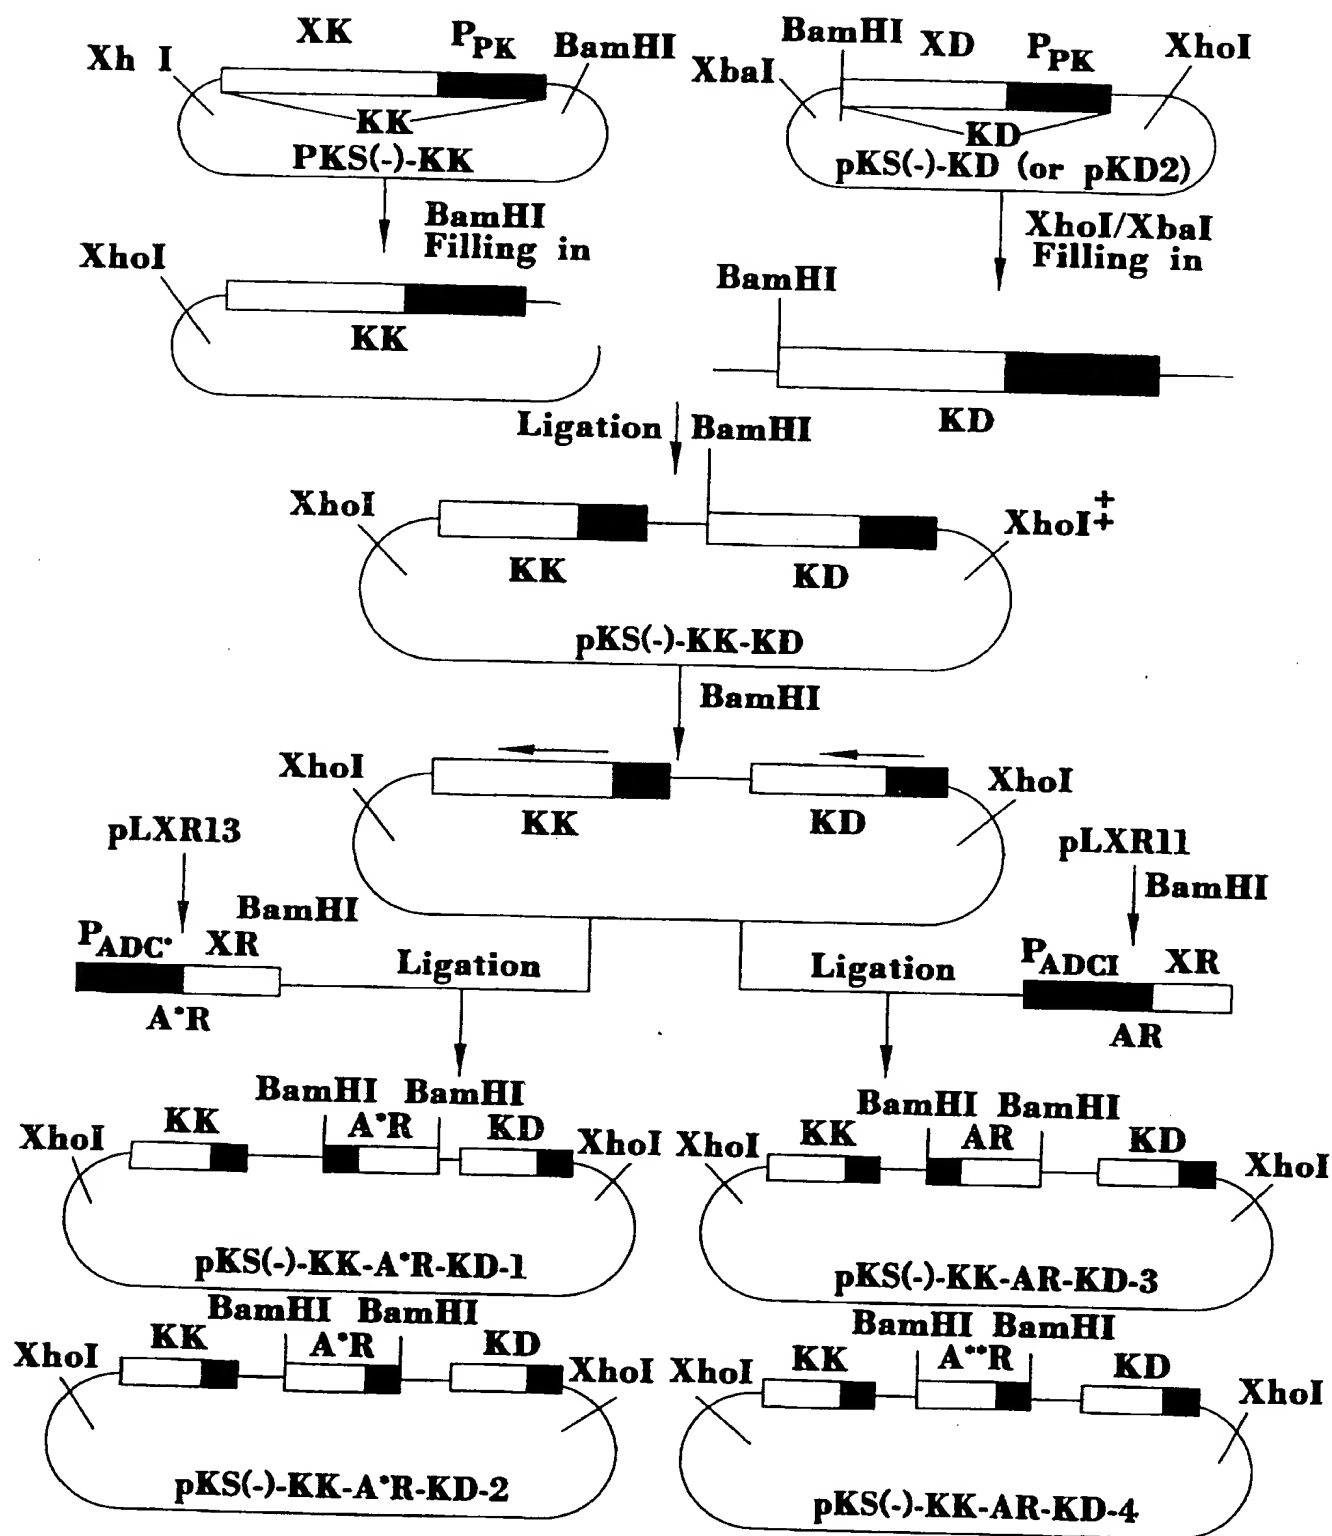 XK PPK BamHI
Xh I
KK
PKS(-)-KK
BamHI XD PPK XhoI
XbaI
KD
pKS(-)-KD (or pKD2)
BamHI
Filling in
XhoI
KK
XhoI/XbaI
Filling in
BamHI
KD
Ligation BamHI
XhoI
XhoI‡
KK KD
pKS(-)-KK-KD
BamHI
XhoI XhoI
KK KD
pLXR13
BamHI
PADC* XR
A*R
Ligation
pLXR11
BamHI
PADCI XR
AR
Ligation
BamHI BamHI
KK A*R KD
XhoI XhoI
pKS(-)-KK-A*R-KD-1
BamHI BamHI
KK AR KD
XhoI XhoI
pKS(-)-KK-AR-KD-3
BamHI BamHI
KK A*R KD
XhoI XhoI
pKS(-)-KK-A*R-KD-2
BamHI BamHI
KK A**R KD
XhoI XhoI
pKS(-)-KK-AR-KD-4